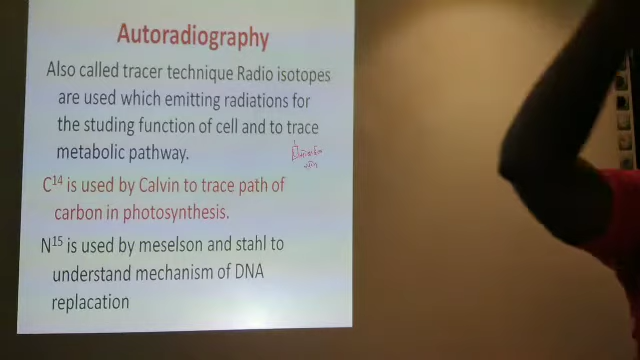 Autoradiography
Also called tracer technique Radio isotopes
are used which emitting radiations for
the studing function of cell and to trace
metabolic pathway.
C¹⁴ is used by Calvin to trace path of
carbon in photosynthesis.
N¹⁵ is used by meselson and stahl to
understand mechanism of DNA
replacation